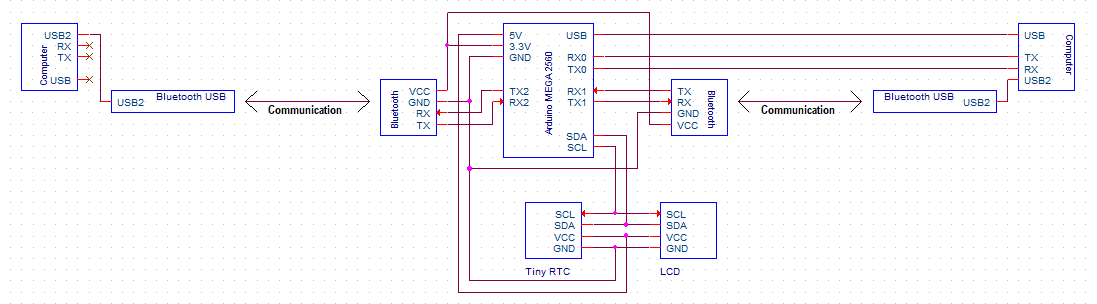 USB2
RX
TX
USB
Computer
USB2
Bluetooth USB
Communication
Bluetooth
VCC
GND
RX
TX
5V
3.3V
GND
TX2
RX2
Arduino MEGA 2560
USB
RX0
TX0
RX1
TX1
SDA
SCL
TX
RX
GND
VCC
Bluetooth
Communication
Bluetooth USB
USB2
USB
TX
RX
USB2
Computer
SCL
SDA
VCC
GND
Tiny RTC
SCL
SDA
VCC
GND
LCD